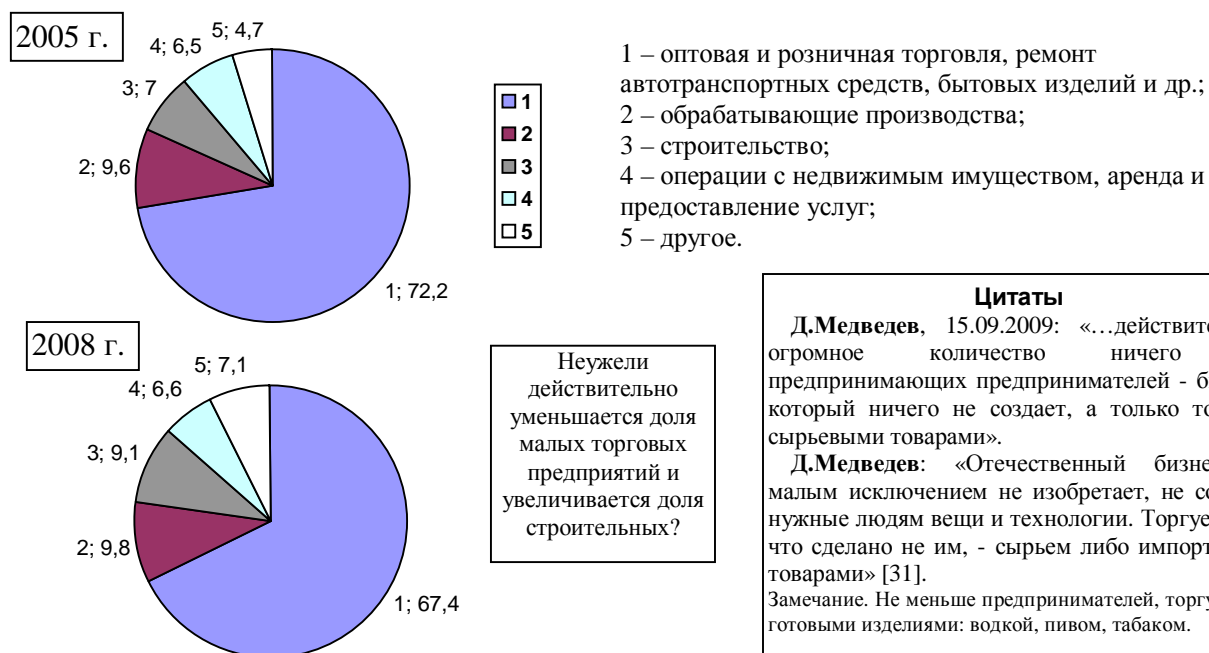 2005 г.
5; 4,7
4; 6,5
3; 7
2; 9,6
1; 72,2
1
2
3
4
5
1 – оптовая и розничная торговля, ремонт
автотранспортных средств, бытовых изделий и др.;
2 – обрабатывающие производства;
3 – строительство;
4 – операции с недвижимым имуществом, аренда и
предоставление услуг;
5 – другое.
2008 г.
5; 7,1
4; 6,6
3; 9,1
2; 9,8
1; 67,4
Неужели
действительно
уменьшается доля
малых торговых
предприятий и
увеличивается доля
строительных?
Цитаты
Д.Медведев, 15.09.2009: «…действите
огромное количество ничего
предпринимающих предпринимателей - б
который ничего не создает, а только то
сырьевыми товарами».
Д.Медведев: «Отечественный бизне
малым исключением не изобретает, не со
нужные людям вещи и технологии. Торгуе
что сделано не им, - сырьем либо импорт
товарами» [31].
Замечание. Не меньше предпринимателей, торгу
готовыми изделиями: водкой, пивом, табаком.